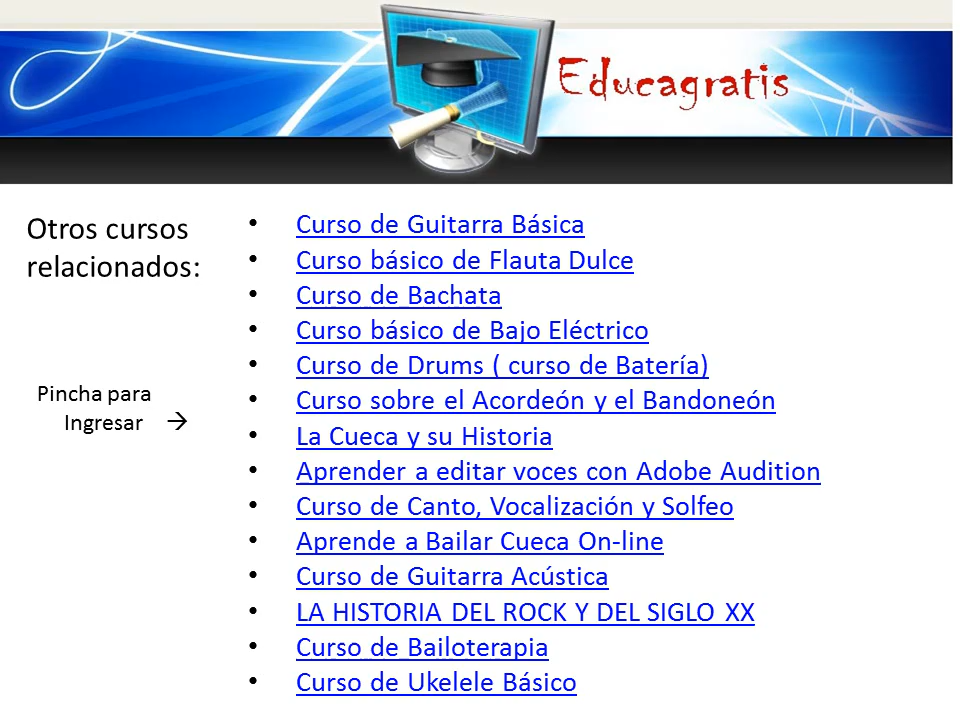 Educagratis
Otros cursos
relacionados:
Pincha para
Ingresar →
• Curso de Guitarra Básica
• Curso básico de Flauta Dulce
• Curso de Bachata
• Curso básico de Bajo Eléctrico
• Curso de Drums ( curso de Batería)
• Curso sobre el Acordeón y el Bandoneón
• La Cueca y su Historia
• Aprender a editar voces con Adobe Audition
• Curso de Canto, Vocalización y Solfeo
• Aprende a Bailar Cueca On-line
• Curso de Guitarra Acústica
• LA HISTORIA DEL ROCK Y DEL SIGLO XX
• Curso de Bailoterapia
• Curso de Ukelele Básico